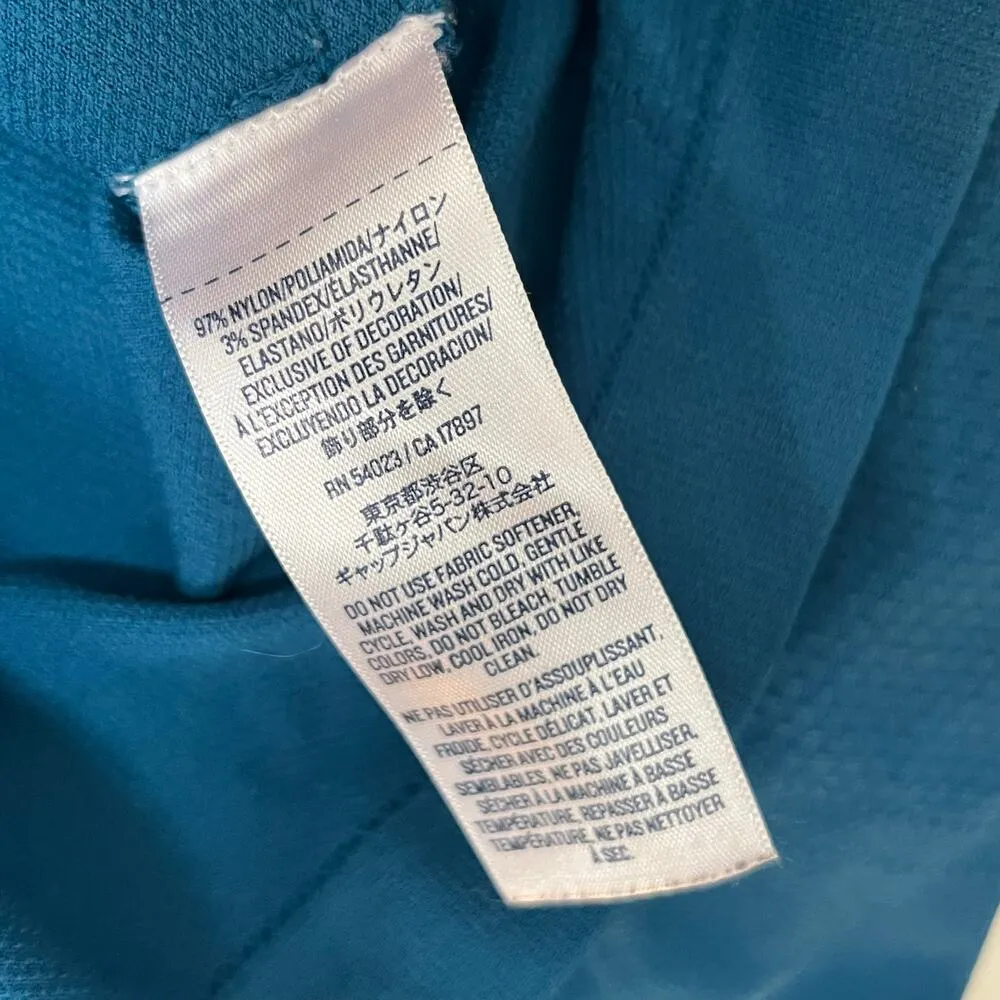 97% NYLON/POLIAMIDA/ナイロン
3% SPANDEX/ÉLASTHANNE/
ELASTANO/ポリウレタン
EXCLUSIVE OF DECORATION/
À L'EXCEPTION DES GARNITURES/
EXCLUYENDO LA DECORACION/
飾り部分を除く
RN 54023 / CA 17897
東京都渋谷区
千駄ケ谷5-32-10
ギャップジャパン株式会社
DO NOT USE FABRIC SOFTENER,
MACHINE WASH COLD, GENTLE
CYCLE, WASH AND DRY WITH LIKE
COLORS, DO NOT BLEACH, TUMBLE
DRY LOW, COOL IRON, DO NOT DRY
CLEAN.
NE PAS UTILISER D'ASSOUPLISSANT,
LAVER À LA MACHINE À L'EAU
FROIDE, CYCLE DÉLICAT, LAVER ET
SÉCHER AVEC DES COULEURS
SEMBLABLES, NE PAS JAVELLISER,
SÉCHER À LA MACHINE À BASSE
TEMPÉRATURE, REPASSER À BASSE
TEMPÉRATURE, NE PAS NETTOYER
À SEC.